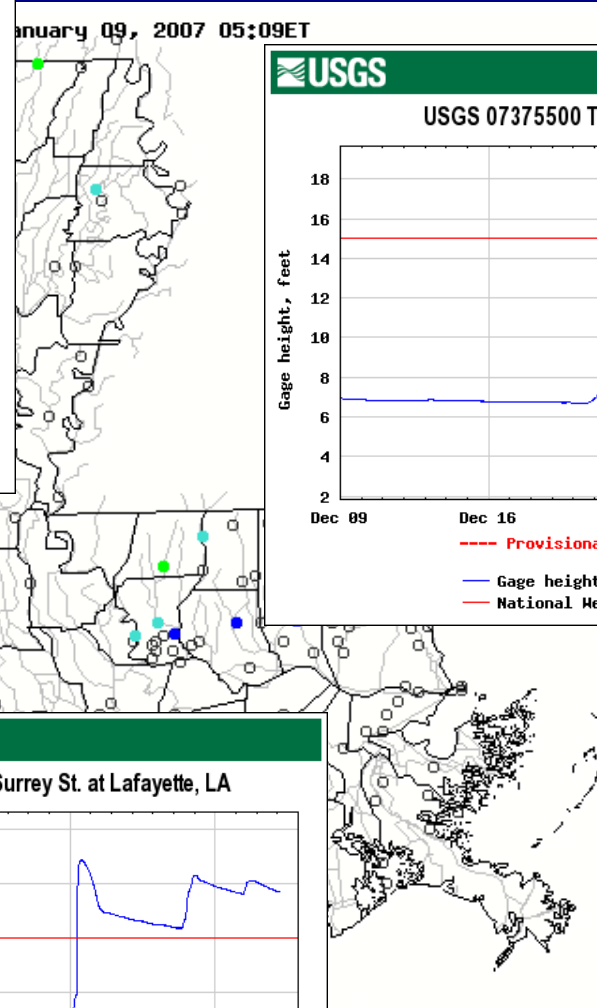 anuary 09, 2007 05:09ET
USGS
USGS 07375500 T
18
16
14
12
10
8
6
4
2
Gage height, feet
Dec 09 Dec 16
---- Provisiona
Gage height
National We
Surrey St. at Lafayette, LA